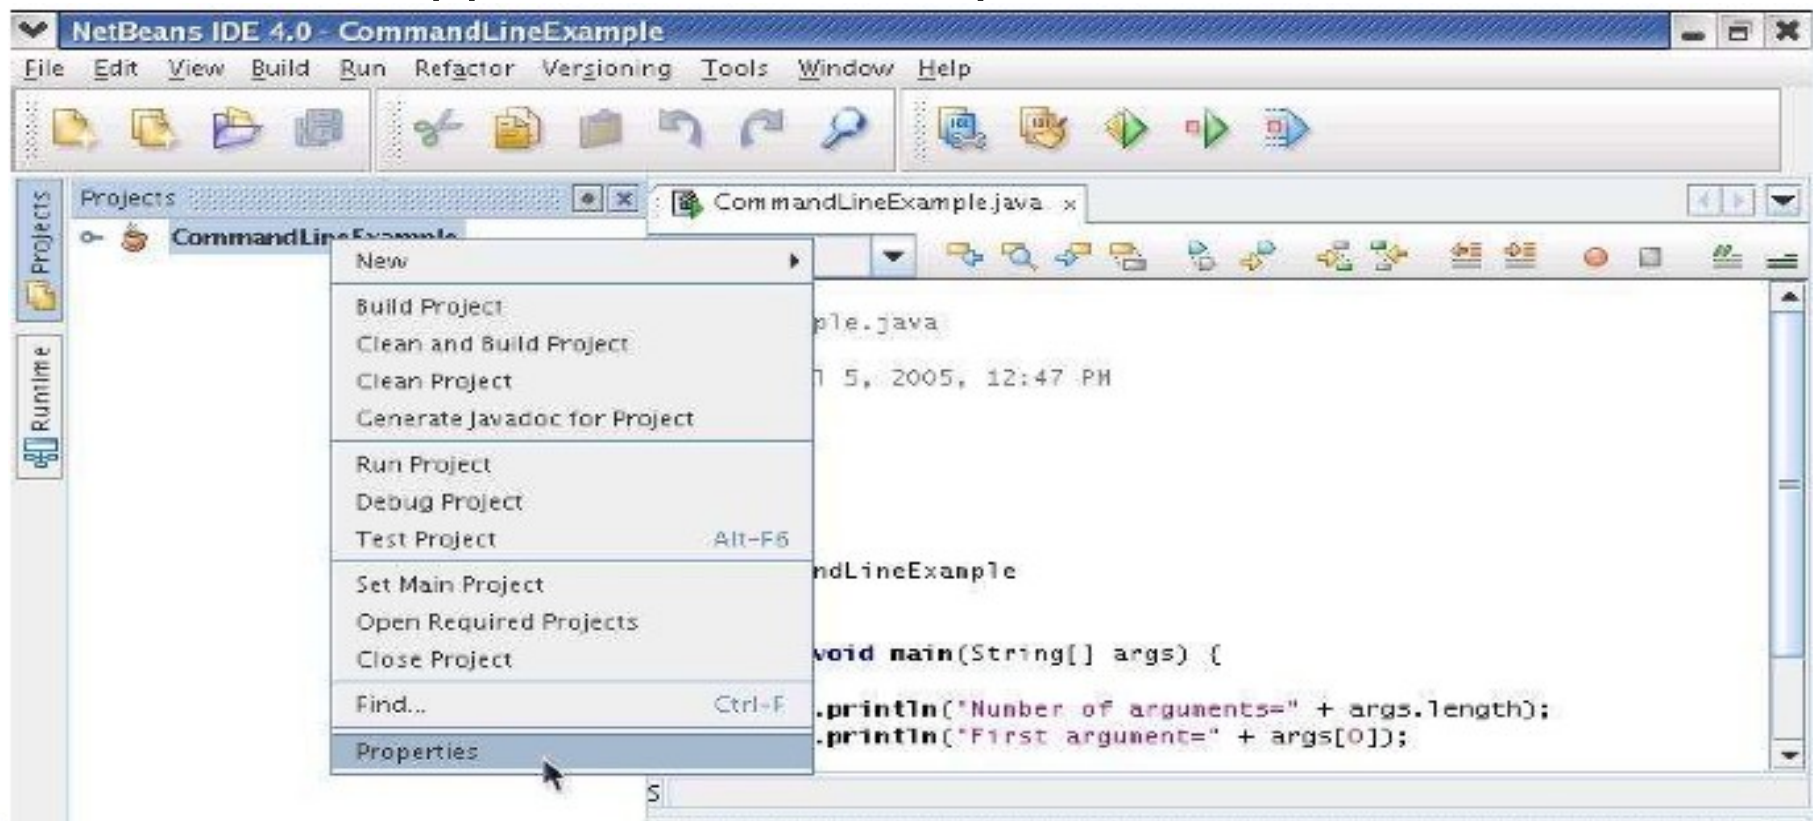 NetBeans IDE 4.0 - CommandLineExample
File Edit View Build Run Refactor Versioning Tools Window Help
Projects
CommandLineExample.java
Projects
CommandLineExample
New
Build Project
ple.java
Clean and Build Project
Clean Project
5, 2005, 12:47 PM
Runtime
Generate Javadoc for Project
Run Project
Debug Project
Test Project Alt-F6
Set Main Project
ndLineExample
Open Required Projects
Close Project
void main(String[] args) {
Find... Ctrl-F
.println("Number of arguments=" + args.length);
.println("First argument=" + args[0]);
Properties
S